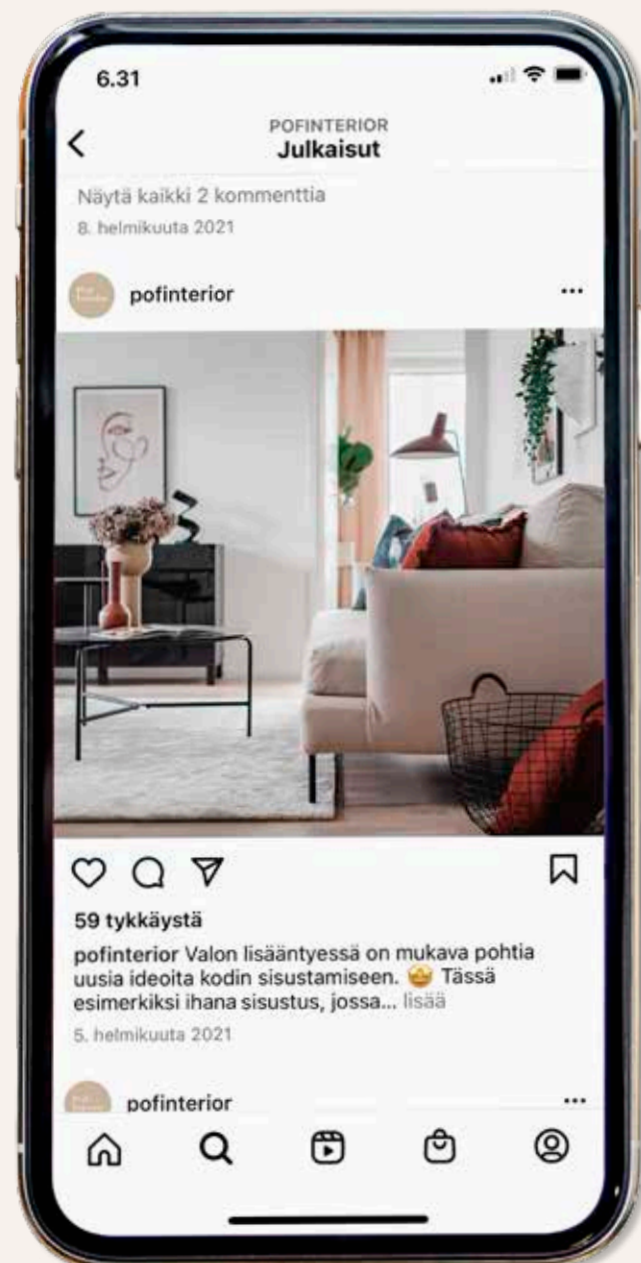 6.31
POFINTERIOR
Julkaisut
Näytä kaikki 2 kommenttia
8. helmikuuta 2021
pofinterior
59 tykkäystä
pofinterior Valon lisääntyessä on mukava pohtia
uusia ideoita kodin sisustamiseen. 🤩 Tässä
esimerkiksi ihana sisustus, jossa... lisää
5. helmikuuta 2021
pofinterior